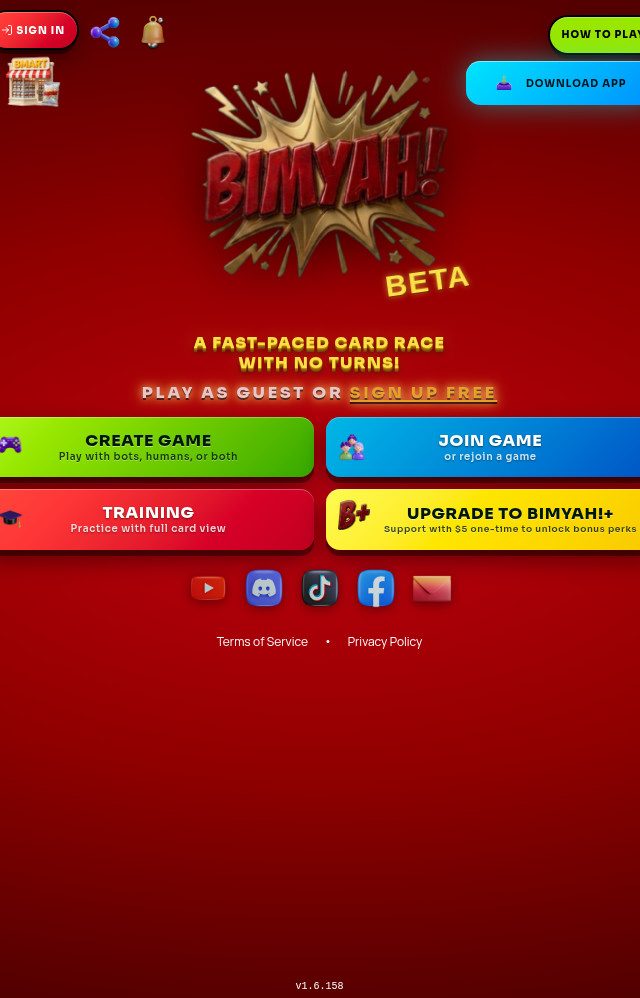 SIGN IN
HOW TO PLAY
BMART
DOWNLOAD APP
BIMYAH!
BETA
A FAST-PACED CARD RACE
WITH NO TURNS!
PLAY AS GUEST OR SIGN UP FREE
CREATE GAME
Play with bots, humans, or both
JOIN GAME
or rejoin a game
TRAINING
Practice with full card view
B+
UPGRADE TO BIMYAH!+
Support with $5 one-time to unlock bonus perks
Terms of Service • Privacy Policy
v1.6.158